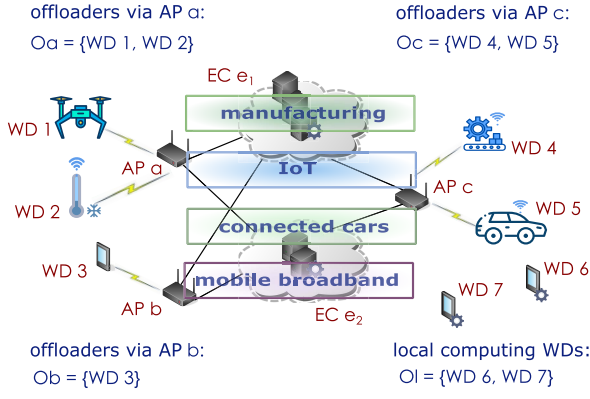 offloaders via AP a:
Oa = {WD 1, WD 2}
offloaders via AP c:
Oc = {WD 4, WD 5}
EC e1
manufacturing
WD 1
AP a
WD 4
IoT
AP c
WD 2
WD 5
connected cars
WD 3
mobile broadband
WD 6
WD 7
AP b
EC e2
offloaders via AP b:
Ob = {WD 3}
local computing WDs:
Ol = {WD 6, WD 7}